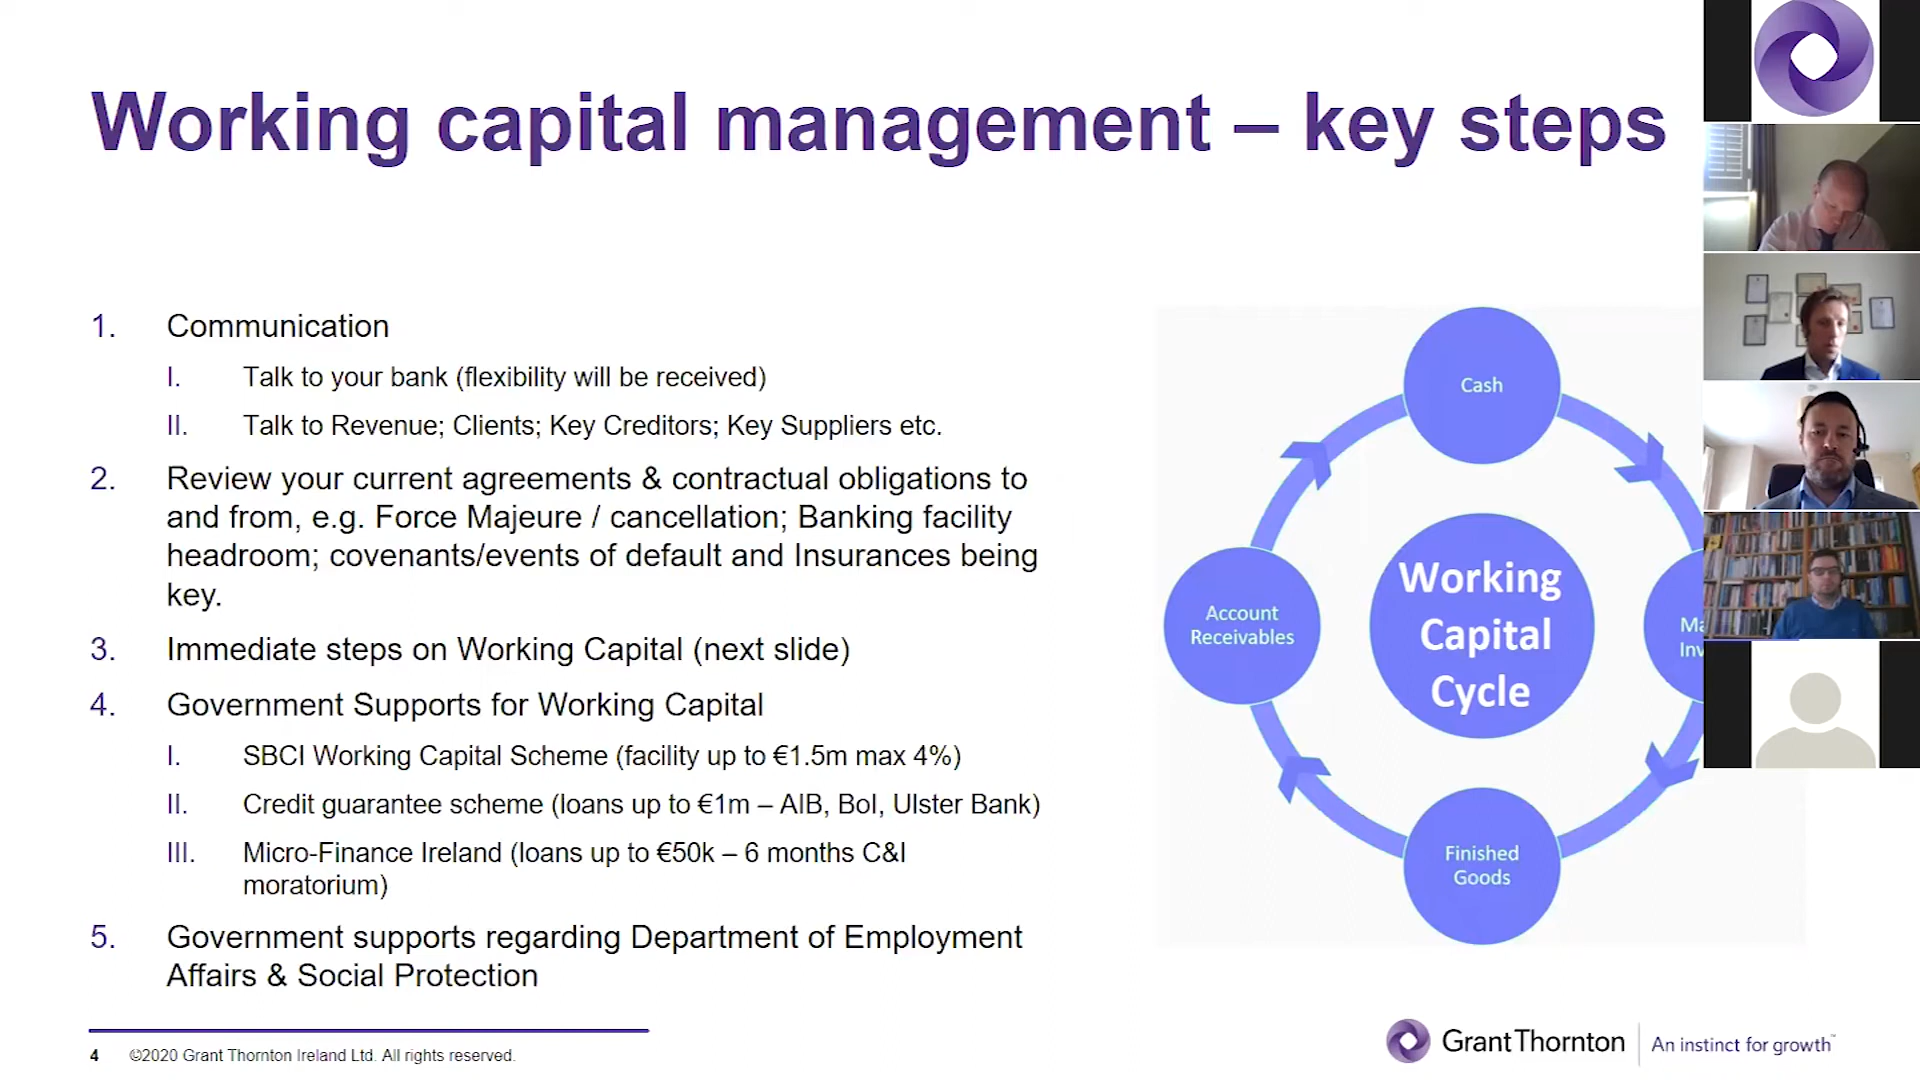 Working capital management – key steps
1. Communication
I. Talk to your bank (flexibility will be received)
II. Talk to Revenue; Clients; Key Creditors; Key Suppliers etc.
2. Review your current agreements & contractual obligations to
and from, e.g. Force Majeure / cancellation; Banking facility
headroom; covenants/events of default and Insurances being
key.
3. Immediate steps on Working Capital (next slide)
4. Government Supports for Working Capital
I. SBCI Working Capital Scheme (facility up to €1.5m max 4%)
II. Credit guarantee scheme (loans up to €1m – AIB, BoI, Ulster Bank)
III. Micro-Finance Ireland (loans up to €50k – 6 months C&I
moratorium)
5. Government supports regarding Department of Employment
Affairs & Social Protection
Cash
Working
Capital
Cycle
Account
Receivables
Finished
Goods
4 ©2020 Grant Thornton Ireland Ltd. All rights reserved.
Grant Thornton
An instinct for growth™